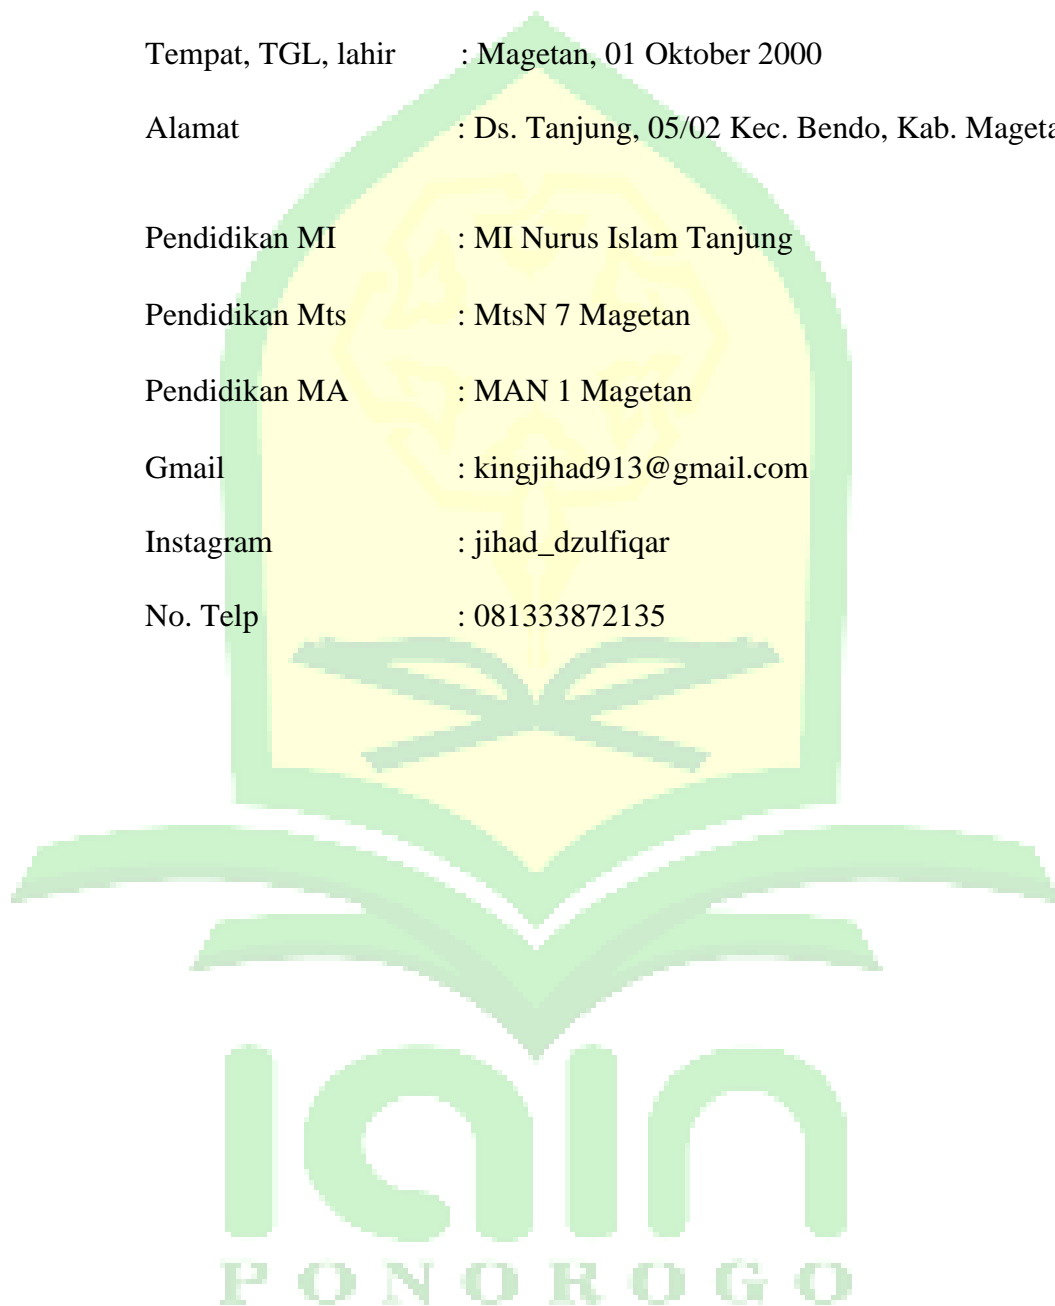 Tempat, TGL, lahir : Magetan, 01 Oktober 2000
Alamat : Ds. Tanjung, 05/02 Kec. Bendo, Kab. Mageta
Pendidikan MI : MI Nurus Islam Tanjung
Pendidikan Mts : MtsN 7 Magetan
Pendidikan MA : MAN 1 Magetan
Gmail : kingjihad913@gmail.com
Instagram : jihad_dzulfiqar
No. Telp : 081333872135
iain
PONOROGO